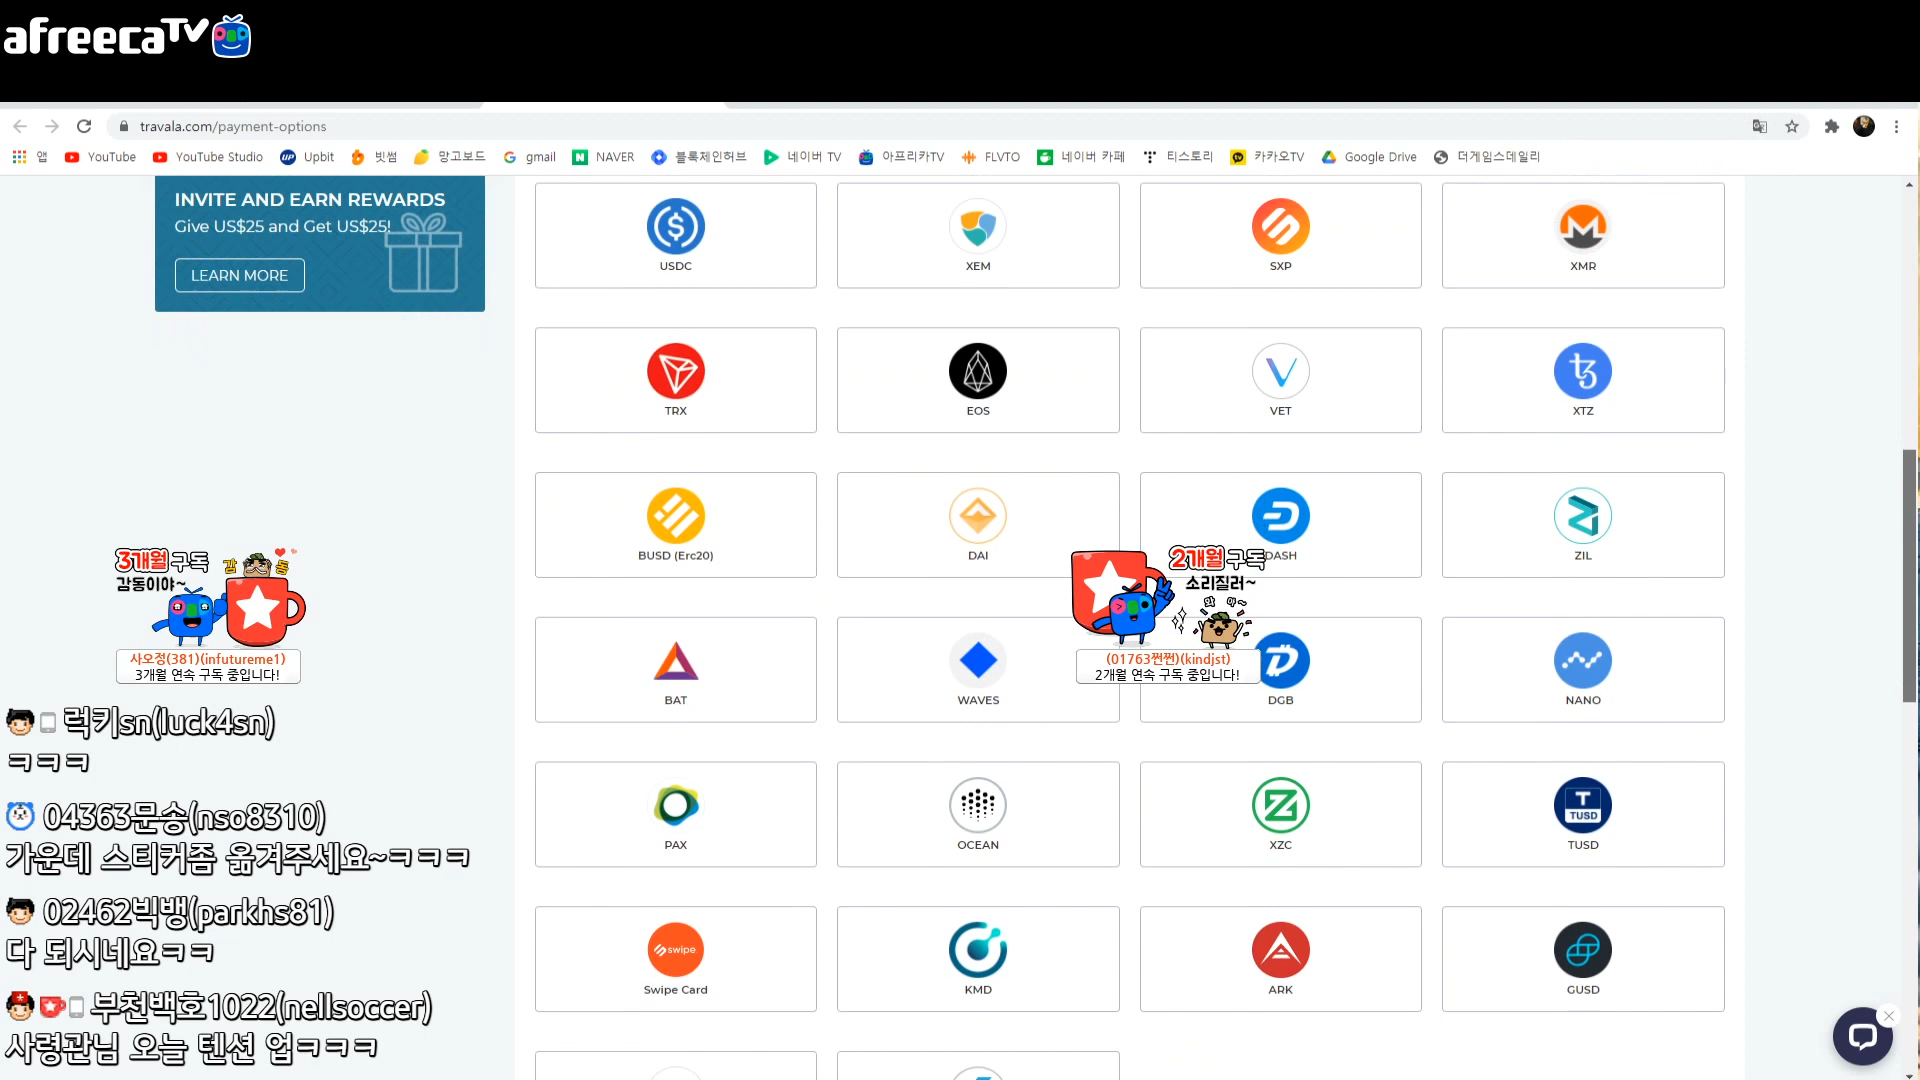 afreecaTV
travala.com/payment-options
앱 YouTube YouTube Studio Upbit 빗썸 망고보드 gmail NAVER 블록체인허브 네이버 TV 아프리카TV FLVTO 네이버 카페 티스토리 카카오TV Google Drive 더게임스데일리
INVITE AND EARN REWARDS
Give US$25 and Get US$25!
LEARN MORE
USDC XEM SXP XMR
TRX EOS VET XTZ
BUSD (Erc20) DAI DASH ZIL
BAT WAVES DGB NANO
PAX OCEAN XZC TUSD
TUSD
swipe
Swipe Card KMD ARK GUSD
3개월 구독
감동이야~
감 동
사오정(381)(infutureme1)
3개월 연속 구독 중입니다!
2개월 구독
소리질러~
와 아~
(01763쩐쩐)(kindjst)
2개월 연속 구독 중입니다!
럭키sn(luck4sn)
ㅋㅋㅋ
04363문송(nso8310)
가운데 스티커좀 옮겨주세요~ㅋㅋㅋ
02462빅뱅(parkhs81)
다 되시네요ㅋㅋ
부천백호1022(nellsoccer)
사령관님 오늘 텐션 업ㅋㅋㅋ